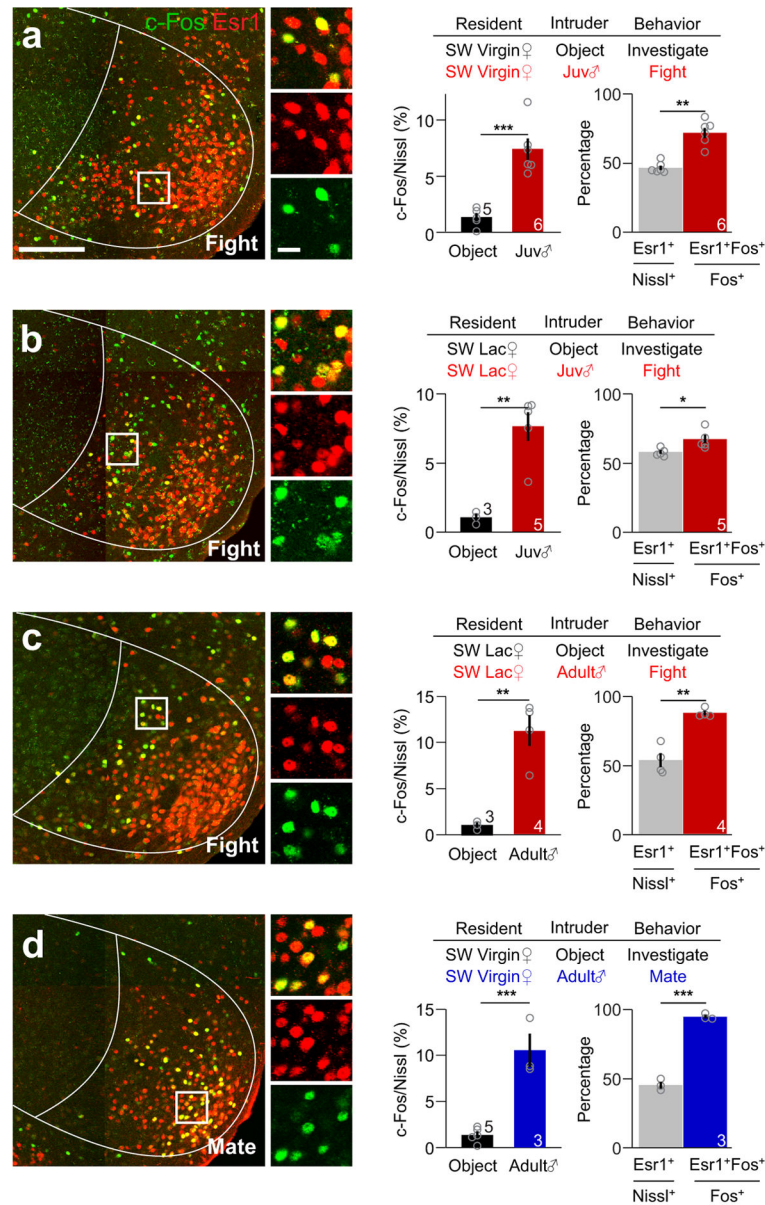 a
c-Fos Esr1
Fight
Resident Intruder Behavior
SW Virgin♀ Object Investigate
SW Virgin♀ Juv♂ Fight
c-Fos/Nissl (%)
10
5
0
***
5
6
Object Juv♂
Percentage
100
50
0
**
6
Esr1⁺ Esr1⁺Fos⁺
Nissl⁺ Fos⁺
b
Fight
Resident Intruder Behavior
SW Lac♀ Object Investigate
SW Lac♀ Juv♂ Fight
c-Fos/Nissl (%)
10
5
0
**
3
5
Object Juv♂
Percentage
100
50
0
*
5
Esr1⁺ Esr1⁺Fos⁺
Nissl⁺ Fos⁺
c
Fight
Resident Intruder Behavior
SW Lac♀ Object Investigate
SW Lac♀ Adult♂ Fight
c-Fos/Nissl (%)
15
10
5
0
**
3
4
Object Adult♂
Percentage
100
50
0
**
4
Esr1⁺ Esr1⁺Fos⁺
Nissl⁺ Fos⁺
d
Mate
Resident Intruder Behavior
SW Virgin♀ Object Investigate
SW Virgin♀ Adult♂ Mate
c-Fos/Nissl (%)
15
10
5
0
***
5
3
Object Adult♂
Percentage
100
50
0
***
3
Esr1⁺ Esr1⁺Fos⁺
Nissl⁺ Fos⁺